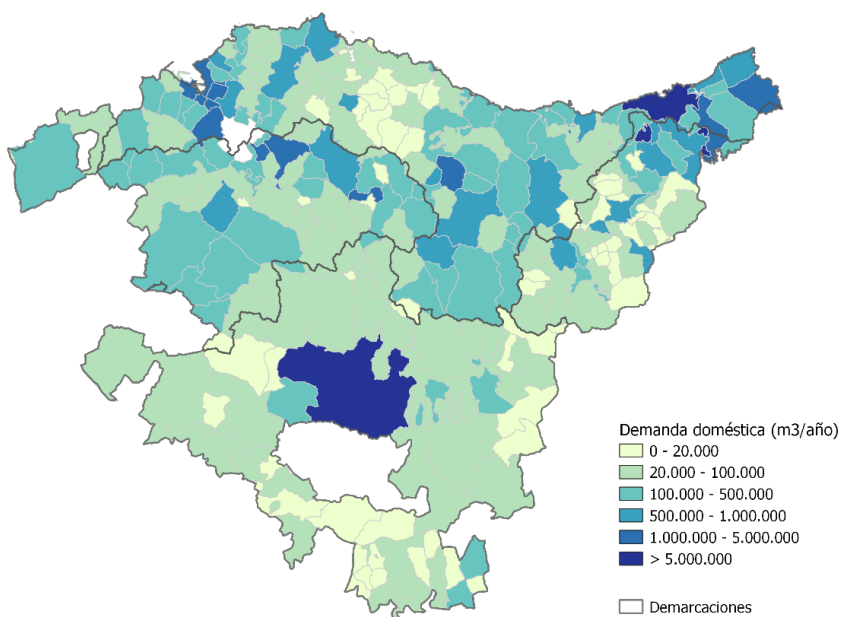 Demanda doméstica (m3/año)
0 - 20.000
20.000 - 100.000
100.000 - 500.000
500.000 - 1.000.000
1.000.000 - 5.000.000
> 5.000.000
Demarcaciones